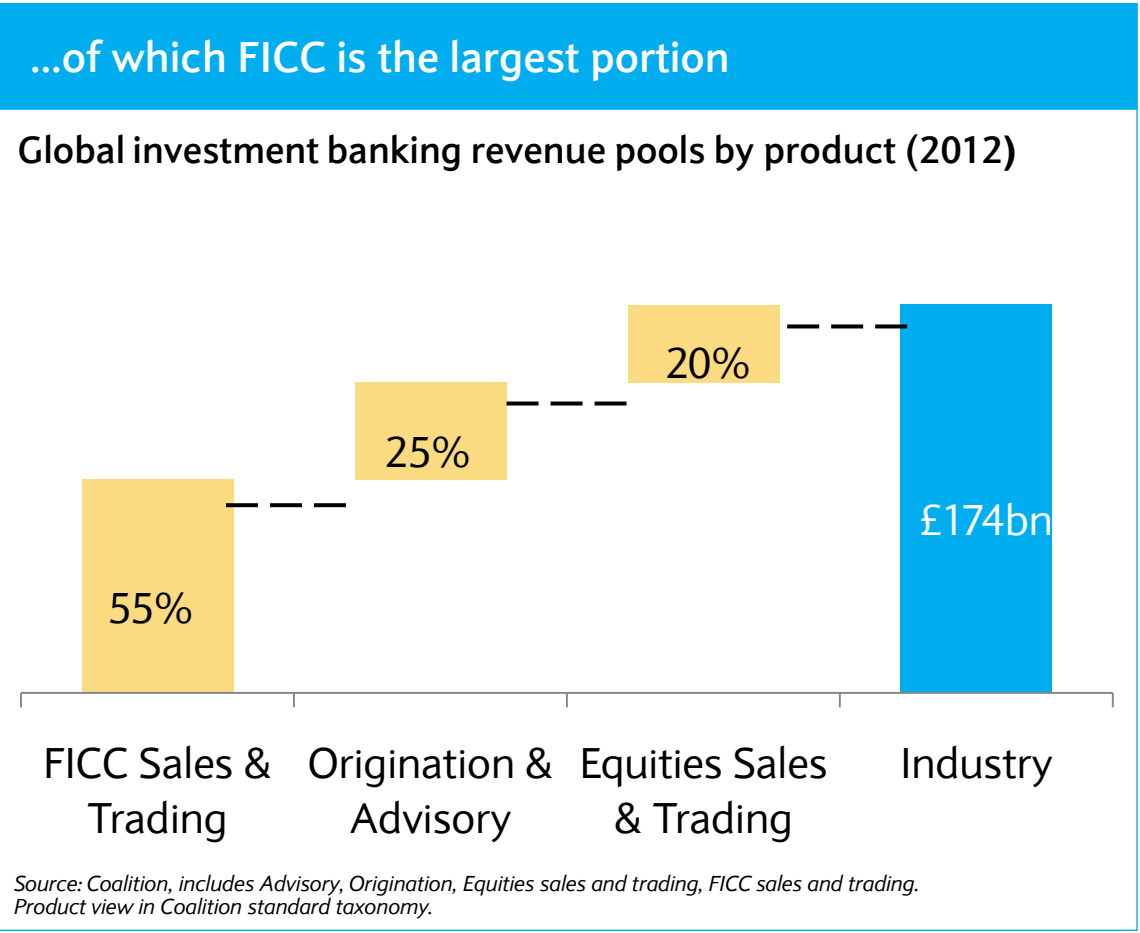 ...of which FICC is the largest portion
Global investment banking revenue pools by product (2012)
20%
25%
£174bn
55%
FICC Sales &
Trading
Origination &
Advisory
Equities Sales
& Trading
Industry
Source: Coalition, includes Advisory, Origination, Equities sales and trading, FICC sales and trading.
Product view in Coalition standard taxonomy.